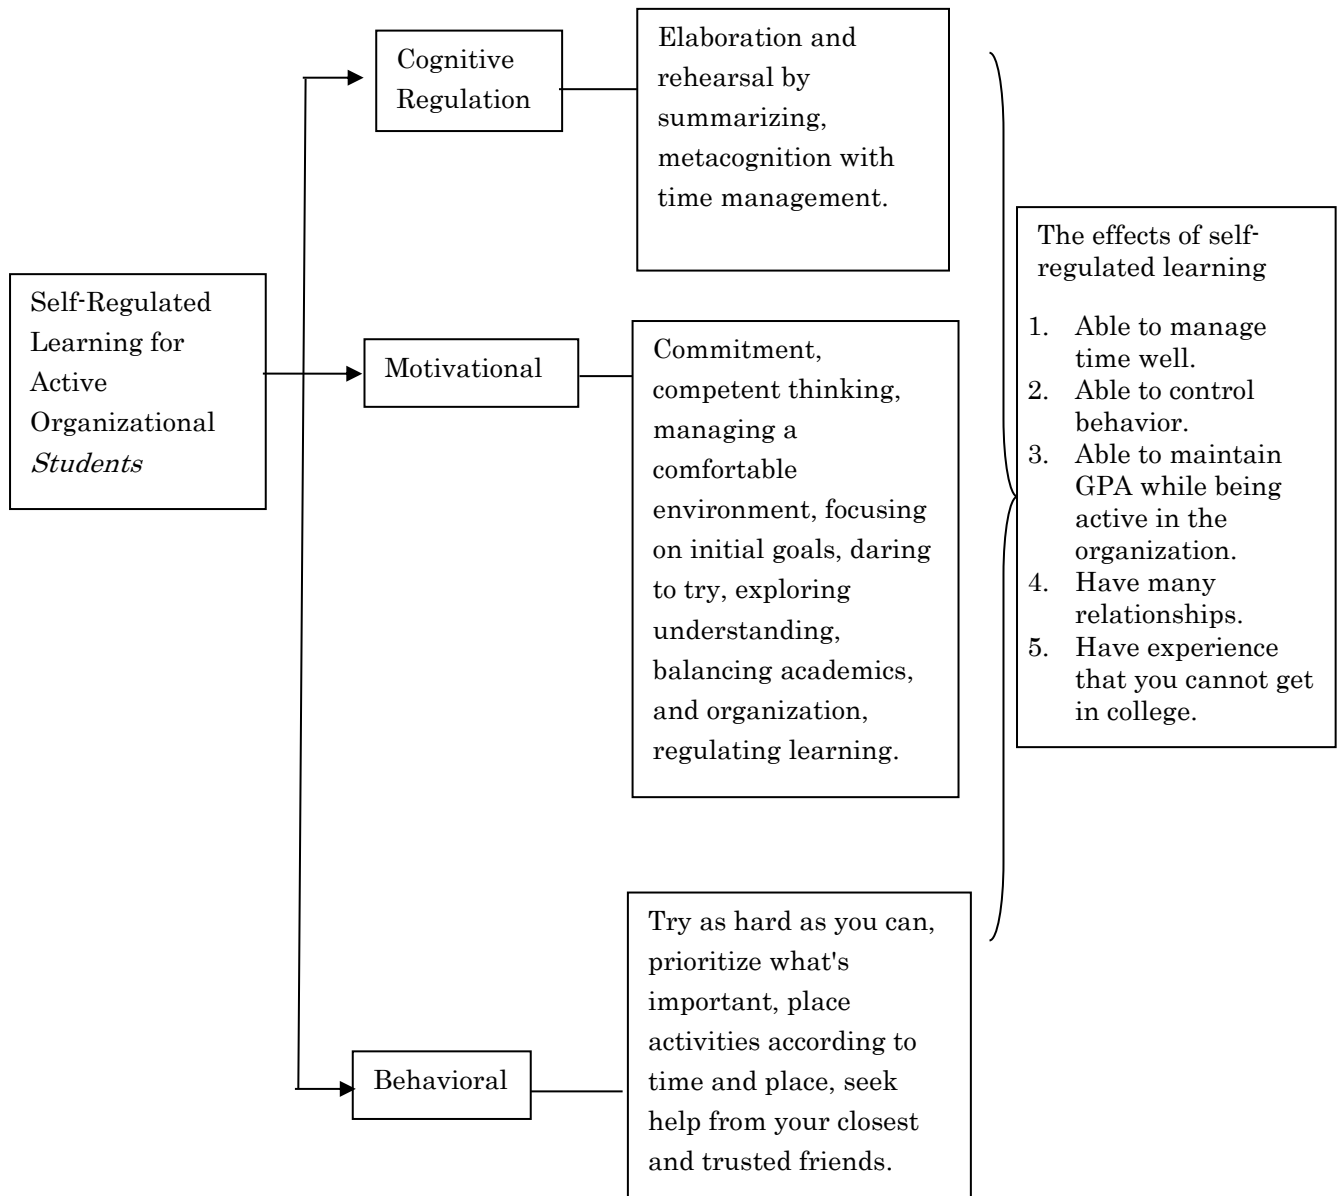 Self-Regulated
Learning for
Active
Organizational
Students
Cognitive
Regulation
Elaboration and
rehearsal by
summarizing,
metacognition with
time management.
Motivational
Commitment,
competent thinking,
managing a
comfortable
environment, focusing
on initial goals, daring
to try, exploring
understanding,
balancing academics,
and organization,
regulating learning.
Behavioral
Try as hard as you can,
prioritize what's
important, place
activities according to
time and place, seek
help from your closest
and trusted friends.
The effects of self-
regulated learning
1. Able to manage
time well.
2. Able to control
behavior.
3. Able to maintain
GPA while being
active in the
organization.
4. Have many
relationships.
5. Have experience
that you cannot get
in college.